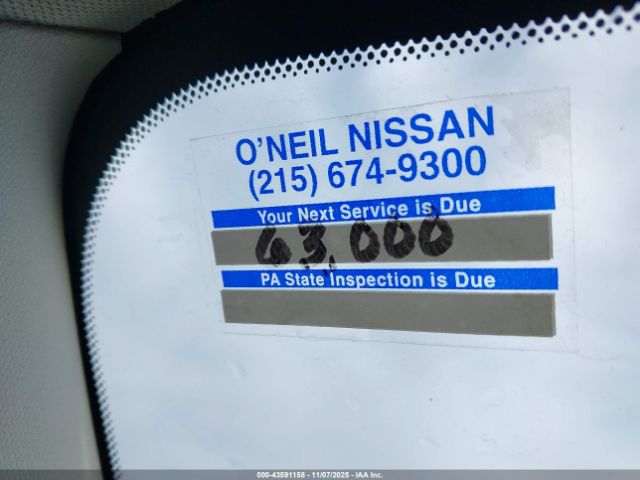 O'NEIL NISSAN
(215) 674-9300
Your Next Service is Due
63,000
PA State Inspection is Due
000-43591158 - 11/07/2025 - IAA Inc.